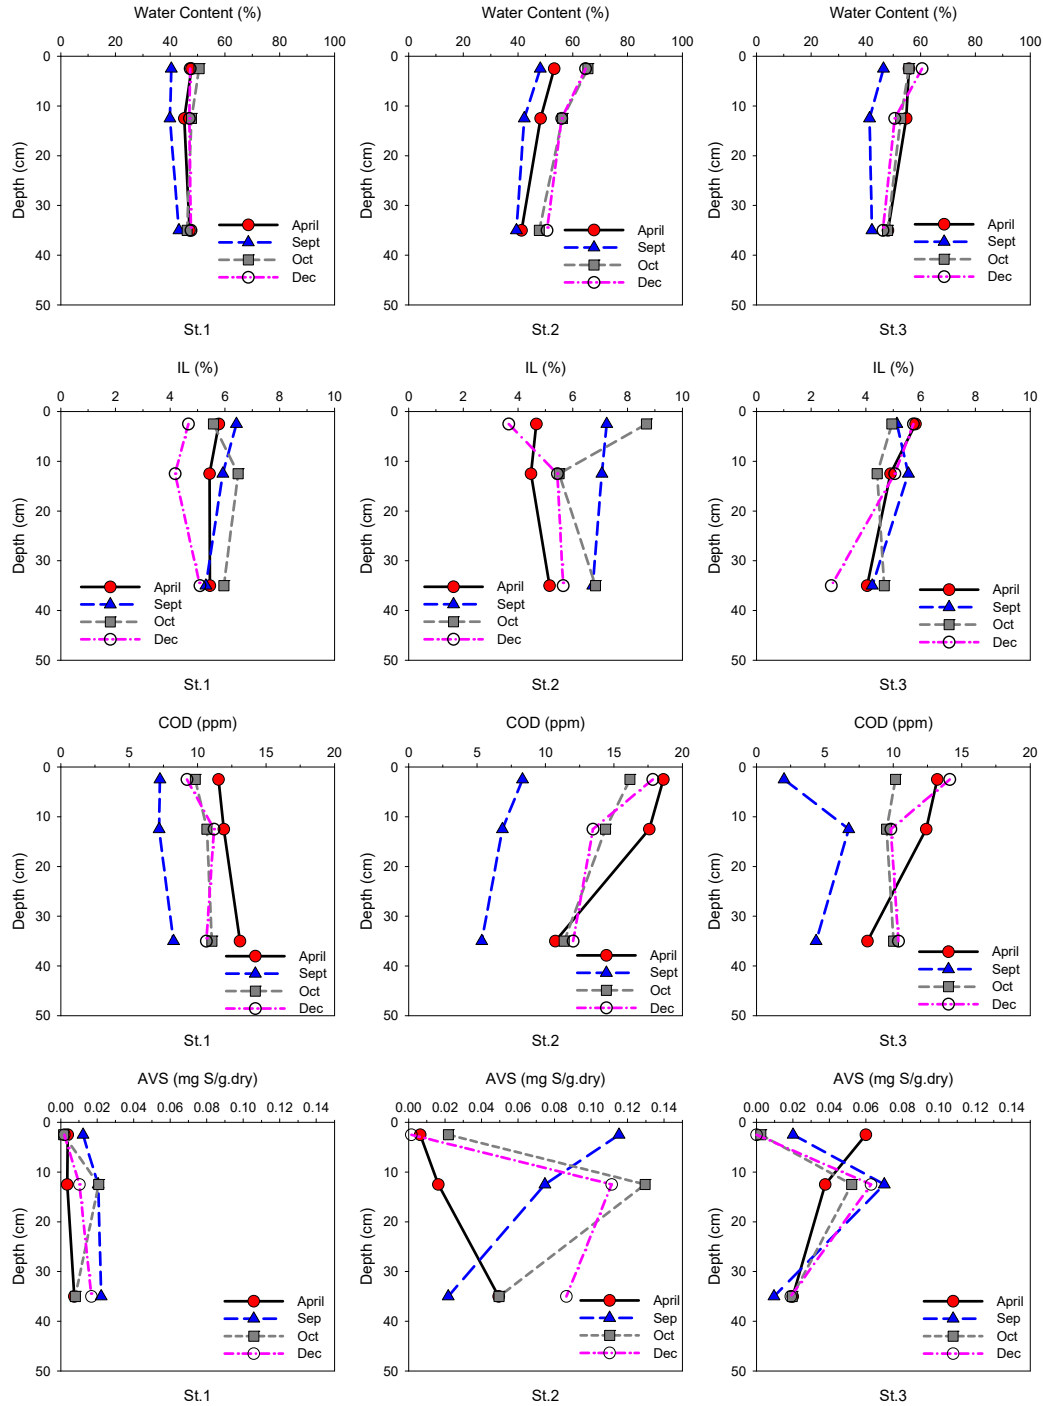 Water Content (%) Water Content (%) Water Content (%)
0 20 40 60 80 100 0 20 40 60 80 100 0 20 40 60 80 100
0 0 0
10 10 10
20 20 20
Depth (cm) Depth (cm) Depth (cm)
30 30 30
April April April
Sept Sept Sept
40 Oct 40 Oct 40 Oct
Dec Dec Dec
50 50 50
St.1 St.2 St.3
IL (%) IL (%) IL (%)
0 2 4 6 8 10 0 2 4 6 8 10 0 2 4 6 8 10
0 0 0
10 10 10
20 20 20
Depth (cm) Depth (cm) Depth (cm)
30 30 30
April April April
Sept Sept Sept
40 Oct 40 Oct 40 Oct
Dec Dec Dec
50 50 50
St.1 St.2 St.3
COD (ppm) COD (ppm) COD (ppm)
0 5 10 15 20 0 5 10 15 20 0 5 10 15 20
0 0 0
10 10 10
20 20 20
Depth (cm) Depth (cm) Depth (cm)
30 30 30
April April April
40 Sept 40 Sept 40 Sept
Oct Oct Oct
Dec Dec Dec
50 50 50
St.1 St.2 St.3
AVS (mg S/g.dry) AVS (mg S/g.dry) AVS (mg S/g.dry)
0.00 0.02 0.04 0.06 0.08 0.10 0.12 0.14 0.00 0.02 0.04 0.06 0.08 0.10 0.12 0.14 0.00 0.02 0.04 0.06 0.08 0.10 0.12 0.14
0 0 0
10 10 10
20 20 20
Depth (cm) Depth (cm) Depth (cm)
30 30 30
April April April
Sep Sep Sep
40 Oct 40 Oct 40 Oct
Dec Dec Dec
50 50 50
St.1 St.2 St.3